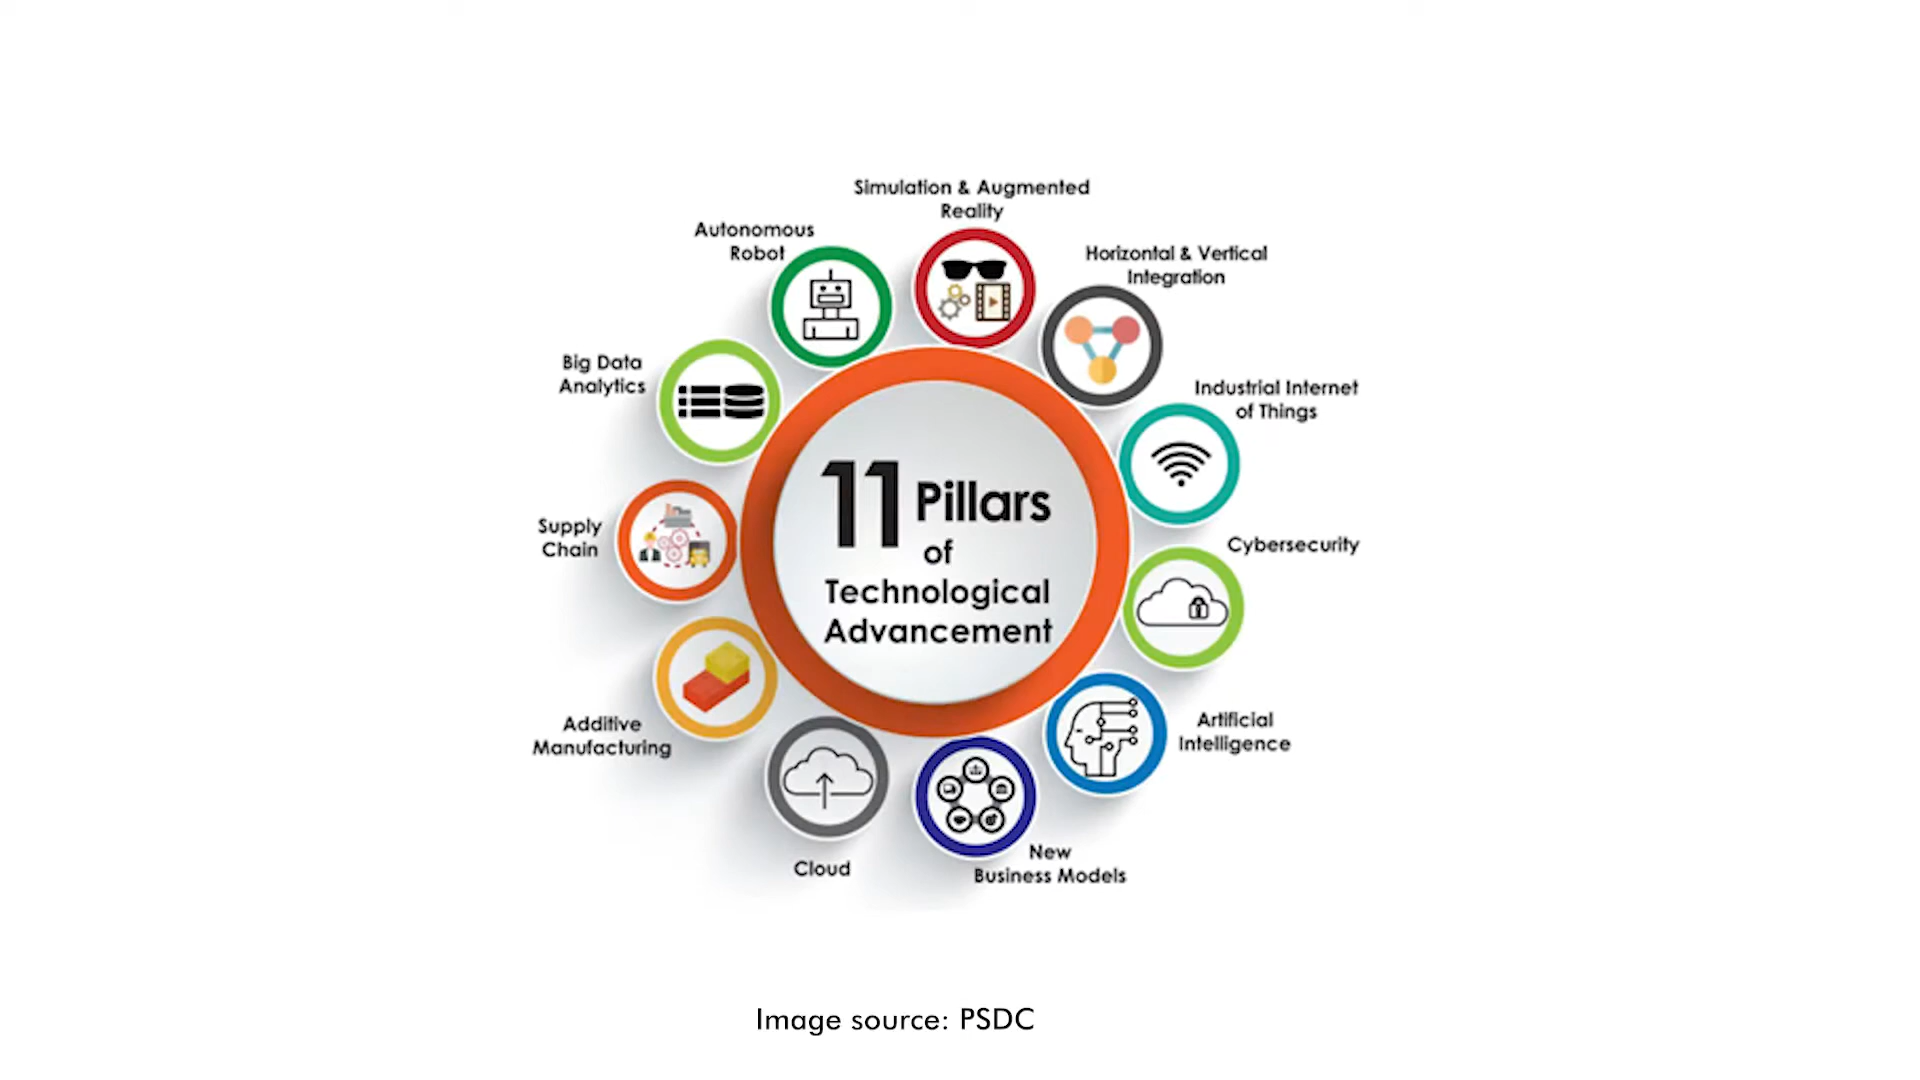 Simulation & Augmented
Reality
Autonomous
Robot
Horizontal & Vertical
Integration
Big Data
Analytics
Industrial Internet
of Things
11 Pillars
of
Technological
Advancement
Supply
Chain
Cybersecurity
Additive
Manufacturing
Artificial
Intelligence
Cloud
New
Business Models
Image source: PSDC